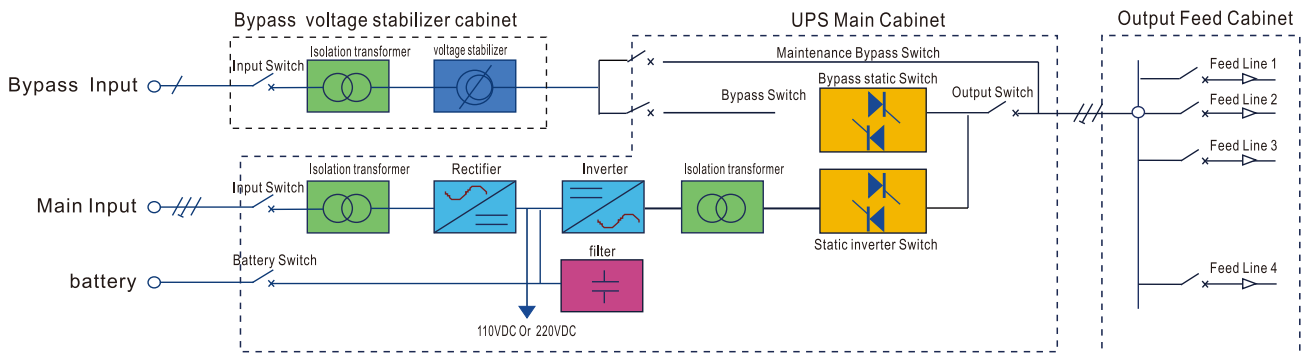 Bypass voltage stabilizer cabinet
UPS Main Cabinet
Output Feed Cabinet
Isolation transformer
voltage stabilizer
Input Switch
Bypass Input
Maintenance Bypass Switch
Bypass static Switch
Bypass Switch
Output Switch
Feed Line 1
Feed Line 2
Feed Line 3
Feed Line 4
Isolation transformer
Rectifier
Inverter
Isolation transformer
Input Switch
Main Input
Static inverter Switch
Battery Switch
filter
battery
110VDC Or 220VDC